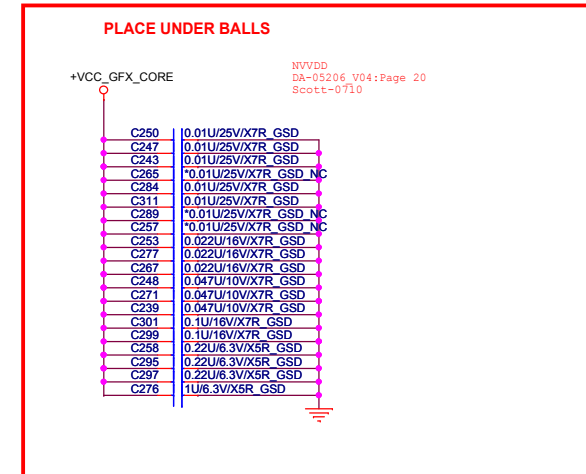 PLACE UNDER BALLS
NVVDD
+VCC_GFX_CORE
DA-05206_V04:Page 20
Scott-0710
C250 0.01U/25V/X7R_GSD
C247 0.01U/25V/X7R_GSD
C243 0.01U/25V/X7R_GSD
C265 *0.01U/25V/X7R_GSD_NC
C284 0.01U/25V/X7R_GSD
C311 0.01U/25V/X7R_GSD
C289 *0.01U/25V/X7R_GSD_NC
C257 *0.01U/25V/X7R_GSD_NC
C253 0.022U/16V/X7R_GSD
C277 0.022U/16V/X7R_GSD
C267 0.022U/16V/X7R_GSD
C248 0.047U/10V/X7R_GSD
C271 0.047U/10V/X7R_GSD
C239 0.047U/10V/X7R_GSD
C301 0.1U/16V/X7R_GSD
C299 0.1U/16V/X7R_GSD
C258 0.22U/6.3V/X5R_GSD
C295 0.22U/6.3V/X5R_GSD
C297 0.22U/6.3V/X5R_GSD
C276 1U/6.3V/X5R_GSD